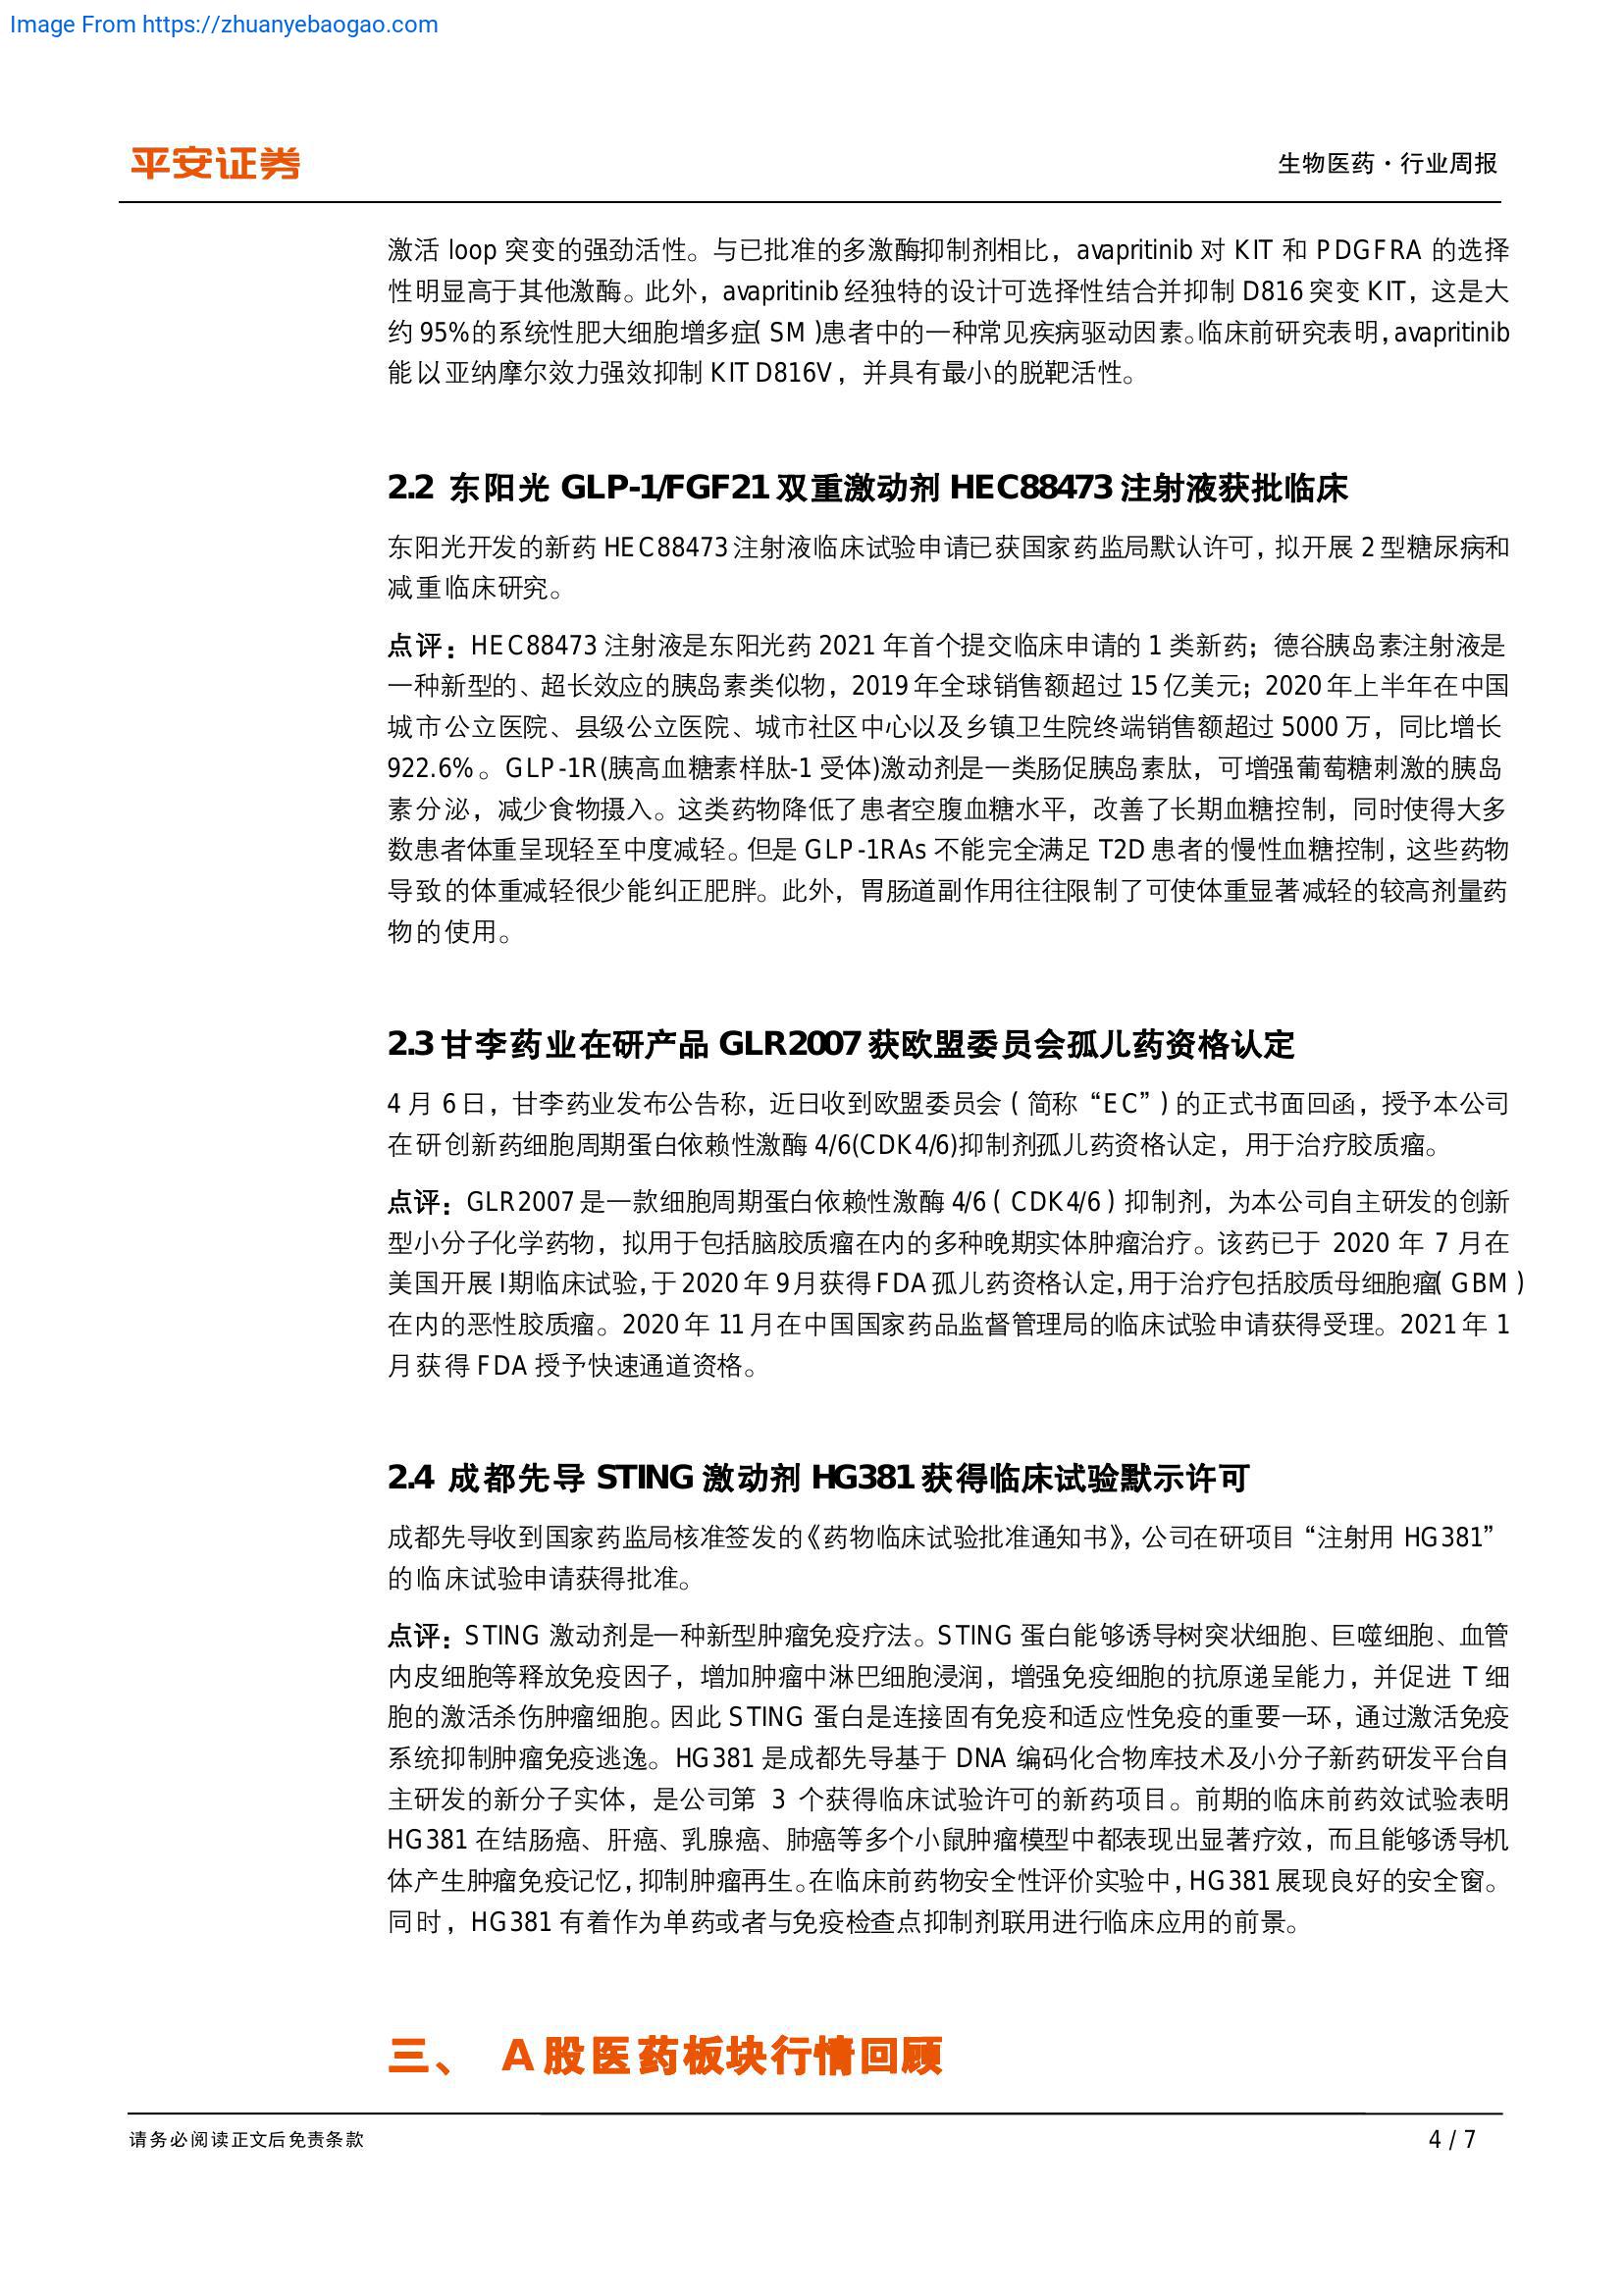 Image From https://zhuanyebaogao.com
平安证券
生物医药·行业周报
激活 loop 突变的强劲活性。与已批准的多激酶抑制剂相比，avapritinib 对 KIT 和 PDGFRA 的选择
性明显高于其他激酶。此外，avapritinib 经独特的设计可选择性结合并抑制 D816 突变 KIT，这是大
约 95%的系统性肥大细胞增多症（SM）患者中的一种常见疾病驱动因素。临床前研究表明，avapritinib
能以亚纳摩尔效力强效抑制 KIT D816V，并具有最小的脱靶活性。
2.2 东阳光 GLP-1/FGF21 双重激动剂 HEC88473 注射液获批临床
东阳光开发的新药 HEC88473 注射液临床试验申请已获国家药监局默认许可，拟开展 2 型糖尿病和
减重临床研究。
点评：HEC88473 注射液是东阳光药 2021 年首个提交临床申请的 1 类新药；德谷胰岛素注射液是
一种新型的、超长效应的胰岛素类似物，2019 年全球销售额超过 15 亿美元；2020 年上半年在中国
城市公立医院、县级公立医院、城市社区中心以及乡镇卫生院终端销售额超过 5000 万，同比增长
922.6%。GLP-1R(胰高血糖素样肽-1 受体)激动剂是一类肠促胰岛素肽，可增强葡萄糖刺激的胰岛
素分泌，减少食物摄入。这类药物降低了患者空腹血糖水平，改善了长期血糖控制，同时使得大多
数患者体重呈现轻至中度减轻。但是 GLP-1RAs 不能完全满足 T2D 患者的慢性血糖控制，这些药物
导致的体重减轻很少能纠正肥胖。此外，胃肠道副作用往往限制了可使体重显著减轻的较高剂量药
物的使用。
2.3 甘李药业在研产品 GLR2007 获欧盟委员会孤儿药资格认定
4 月 6 日，甘李药业发布公告称，近日收到欧盟委员会（简称“EC”）的正式书面回函，授予本公司
在研创新药细胞周期蛋白依赖性激酶 4/6(CDK4/6)抑制剂孤儿药资格认定，用于治疗胶质瘤。
点评：GLR2007 是一款细胞周期蛋白依赖性激酶 4/6（CDK4/6）抑制剂，为本公司自主研发的创新
型小分子化学药物，拟用于包括脑胶质瘤在内的多种晚期实体肿瘤治疗。该药已于 2020 年 7 月在
美国开展 I 期临床试验，于 2020 年 9 月获得 FDA 孤儿药资格认定，用于治疗包括胶质母细胞瘤（GBM）
在内的恶性胶质瘤。2020 年 11 月在中国国家药品监督管理局的临床试验申请获得受理。2021 年 1
月获得 FDA 授予快速通道资格。
2.4 成都先导 STING 激动剂 HG381 获得临床试验默示许可
成都先导收到国家药监局核准签发的《药物临床试验批准通知书》，公司在研项目“注射用 HG381”
的临床试验申请获得批准。
点评：STING 激动剂是一种新型肿瘤免疫疗法。STING 蛋白能够诱导树突状细胞、巨噬细胞、血管
内皮细胞等释放免疫因子，增加肿瘤中淋巴细胞浸润，增强免疫细胞的抗原递呈能力，并促进 T 细
胞的激活杀伤肿瘤细胞。因此 STING 蛋白是连接固有免疫和适应性免疫的重要一环，通过激活免疫
系统抑制肿瘤免疫逃逸。HG381 是成都先导基于 DNA 编码化合物库技术及小分子新药研发平台自
主研发的新分子实体，是公司第 3 个获得临床试验许可的新药项目。前期的临床前药效试验表明
HG381 在结肠癌、肝癌、乳腺癌、肺癌等多个小鼠肿瘤模型中都表现出显著疗效，而且能够诱导机
体产生肿瘤免疫记忆，抑制肿瘤再生。在临床前药物安全性评价实验中，HG381 展现良好的安全窗。
同时，HG381 有着作为单药或者与免疫检查点抑制剂联用进行临床应用的前景。
三、 A 股医药板块行情回顾
请务必阅读正文后免责条款
4 / 7